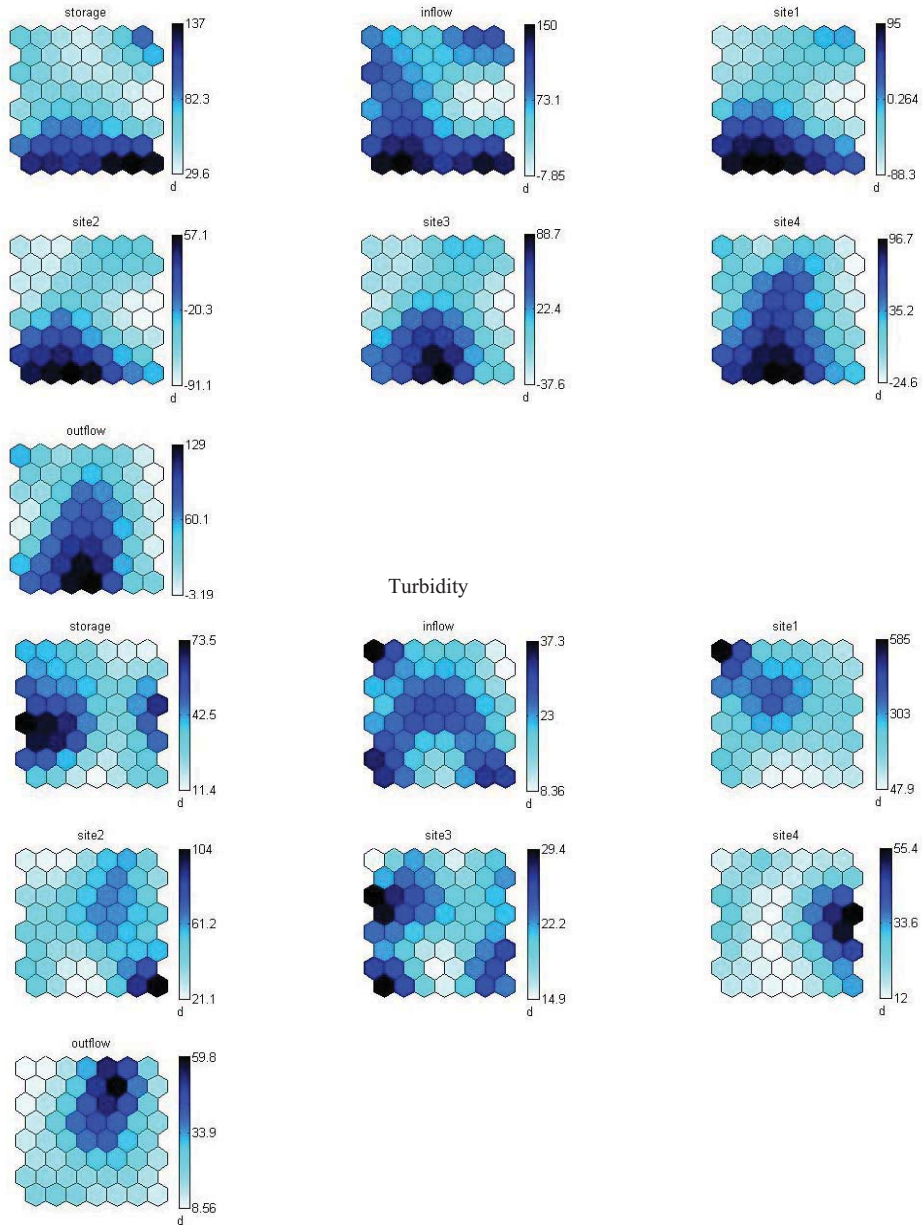 storage
137
82.3
29.6
d
inflow
150
73.1
-7.85
d
site1
95
0.264
-88.3
d
site2
57.1
-20.3
-91.1
d
site3
88.7
22.4
-37.6
d
site4
96.7
35.2
-24.6
d
outflow
129
60.1
-3.19
d
Turbidity
storage
73.5
42.5
11.4
d
inflow
37.3
23
8.36
d
site1
585
303
47.9
d
site2
104
61.2
21.1
d
site3
29.4
22.2
14.9
d
site4
55.4
33.6
12
d
outflow
59.8
33.9
8.56
d